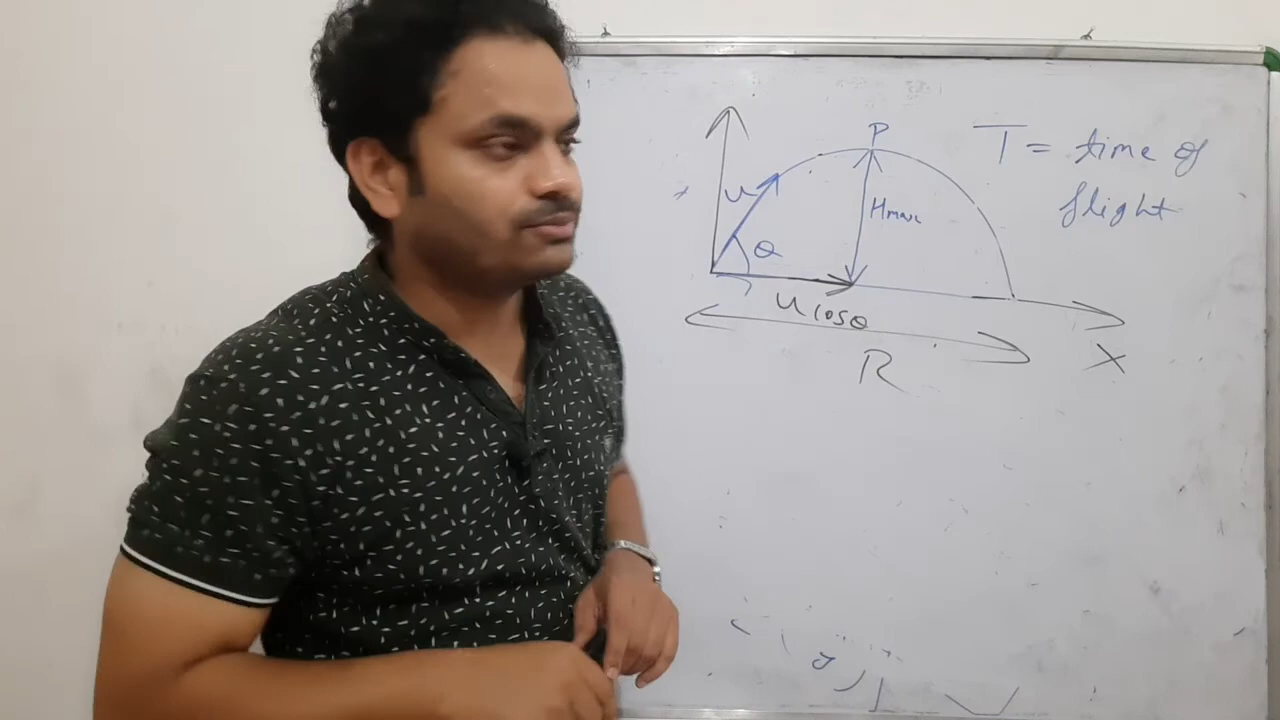 P
T = time of
flight
u
Hmax
θ
u cosθ
R
X